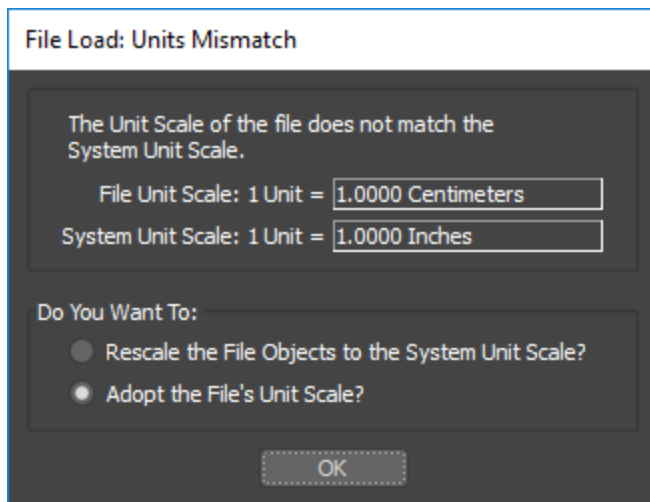 File Load: Units Mismatch
The Unit Scale of the file does not match the
System Unit Scale.
File Unit Scale: 1 Unit = 1.0000 Centimeters
System Unit Scale: 1 Unit = 1.0000 Inches
Do You Want To:
Rescale the File Objects to the System Unit Scale?
Adopt the File's Unit Scale?
OK